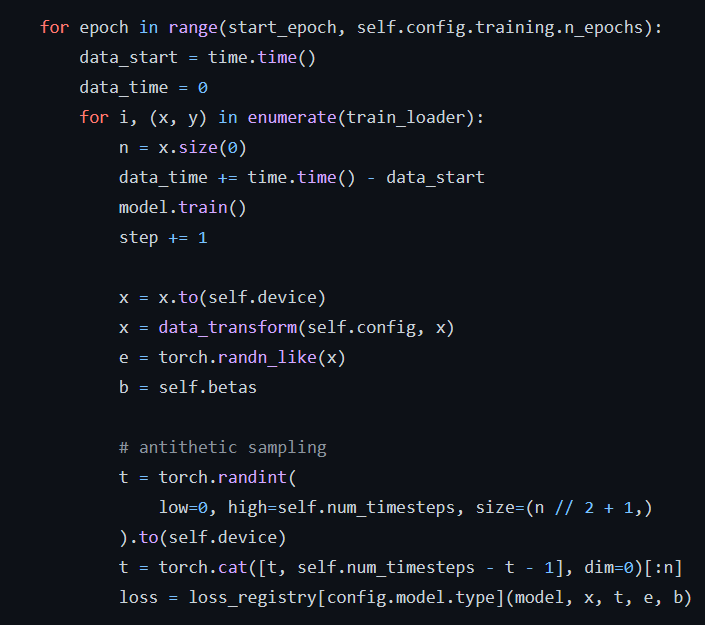 for epoch in range(start_epoch, self.config.training.n_epochs):
    data_start = time.time()
    data_time = 0
    for i, (x, y) in enumerate(train_loader):
        n = x.size(0)
        data_time += time.time() - data_start
        model.train()
        step += 1

        x = x.to(self.device)
        x = data_transform(self.config, x)
        e = torch.randn_like(x)
        b = self.betas

        # antithetic sampling
        t = torch.randint(
            low=0, high=self.num_timesteps, size=(n // 2 + 1,)
        ).to(self.device)
        t = torch.cat([t, self.num_timesteps - t - 1], dim=0)[:n]
        loss = loss_registry[config.model.type](model, x, t, e, b)